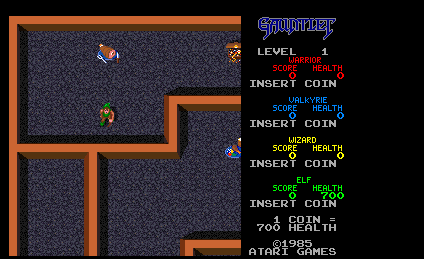 GAUNTLET
LEVEL 1
WARRIOR
SCORE HEALTH
0 0
INSERT COIN
VALKYRIE
SCORE HEALTH
0 0
INSERT COIN
WIZARD
SCORE HEALTH
0 0
INSERT COIN
ELF
SCORE HEALTH
0 700
INSERT COIN
1 COIN =
700 HEALTH
©1985
ATARI GAMES